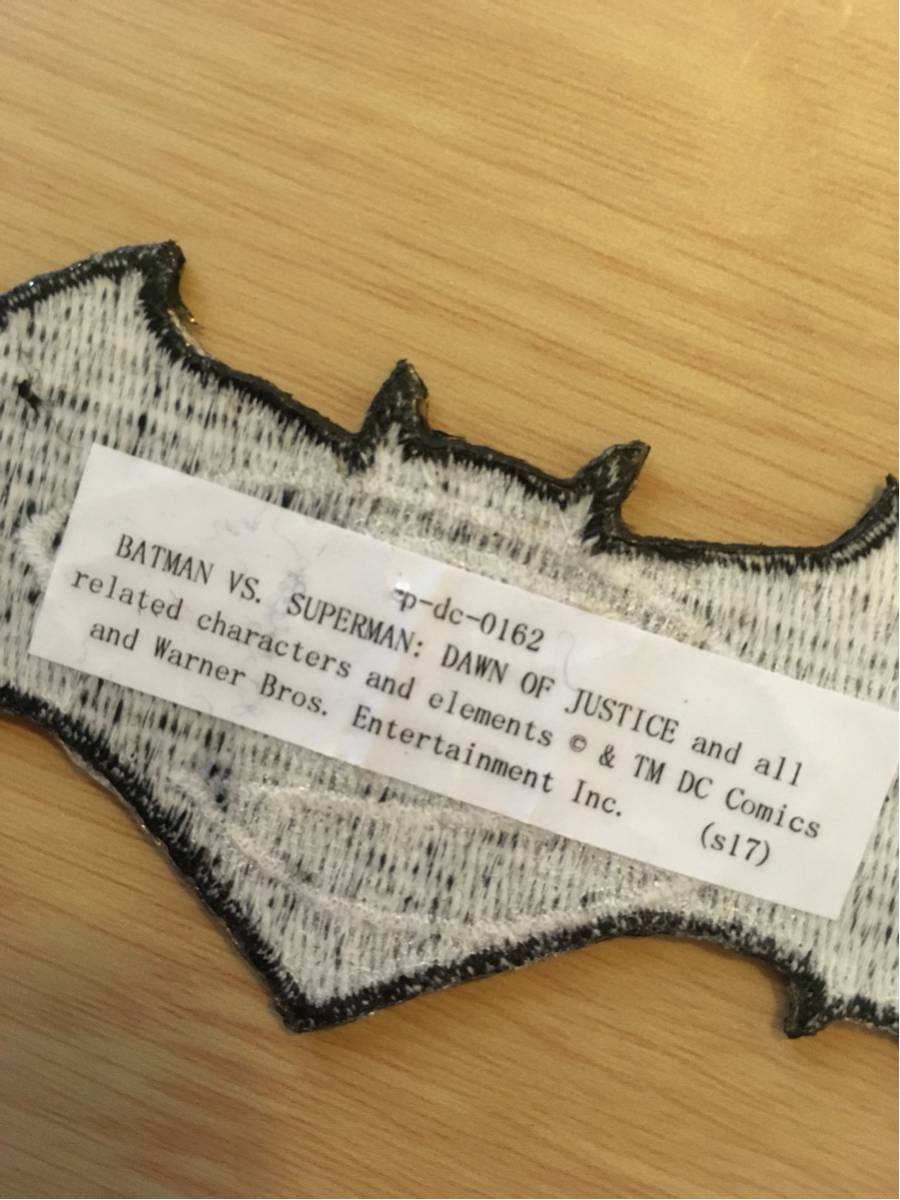 p-dc-0162
BATMAN VS. SUPERMAN: DAWN OF JUSTICE and all
related characters and elements © & TM DC Comics
and Warner Bros. Entertainment Inc. (s17)